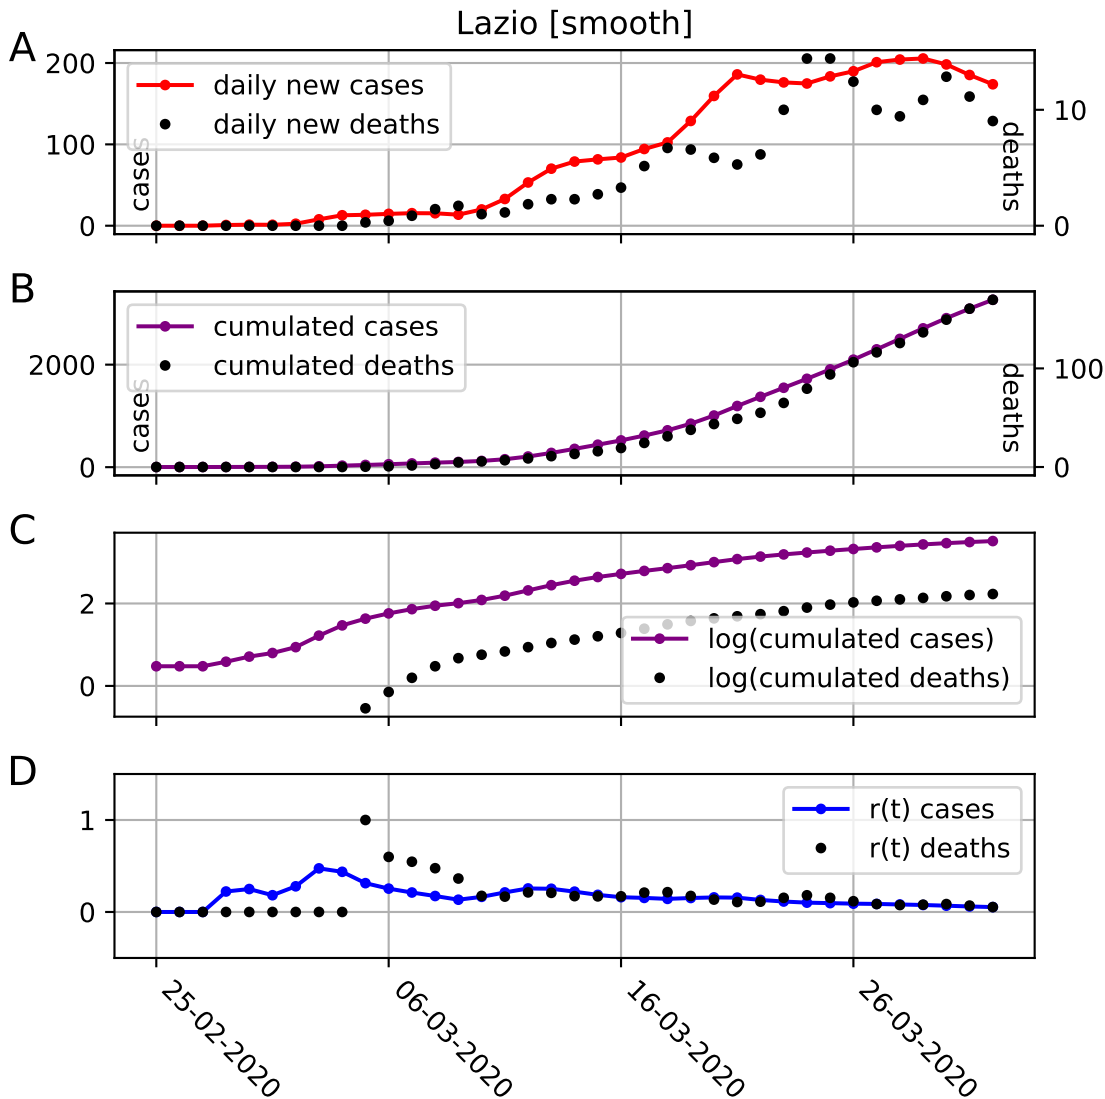 Lazio [smooth]
A
200
100
0
cases
daily new cases
daily new deaths
10
0
deaths
B
2000
0
cases
cumulated cases
cumulated deaths
100
0
deaths
C
2
0
log(cumulated cases)
log(cumulated deaths)
D
1
0
r(t) cases
r(t) deaths
25-02-2020
06-03-2020
16-03-2020
26-03-2020